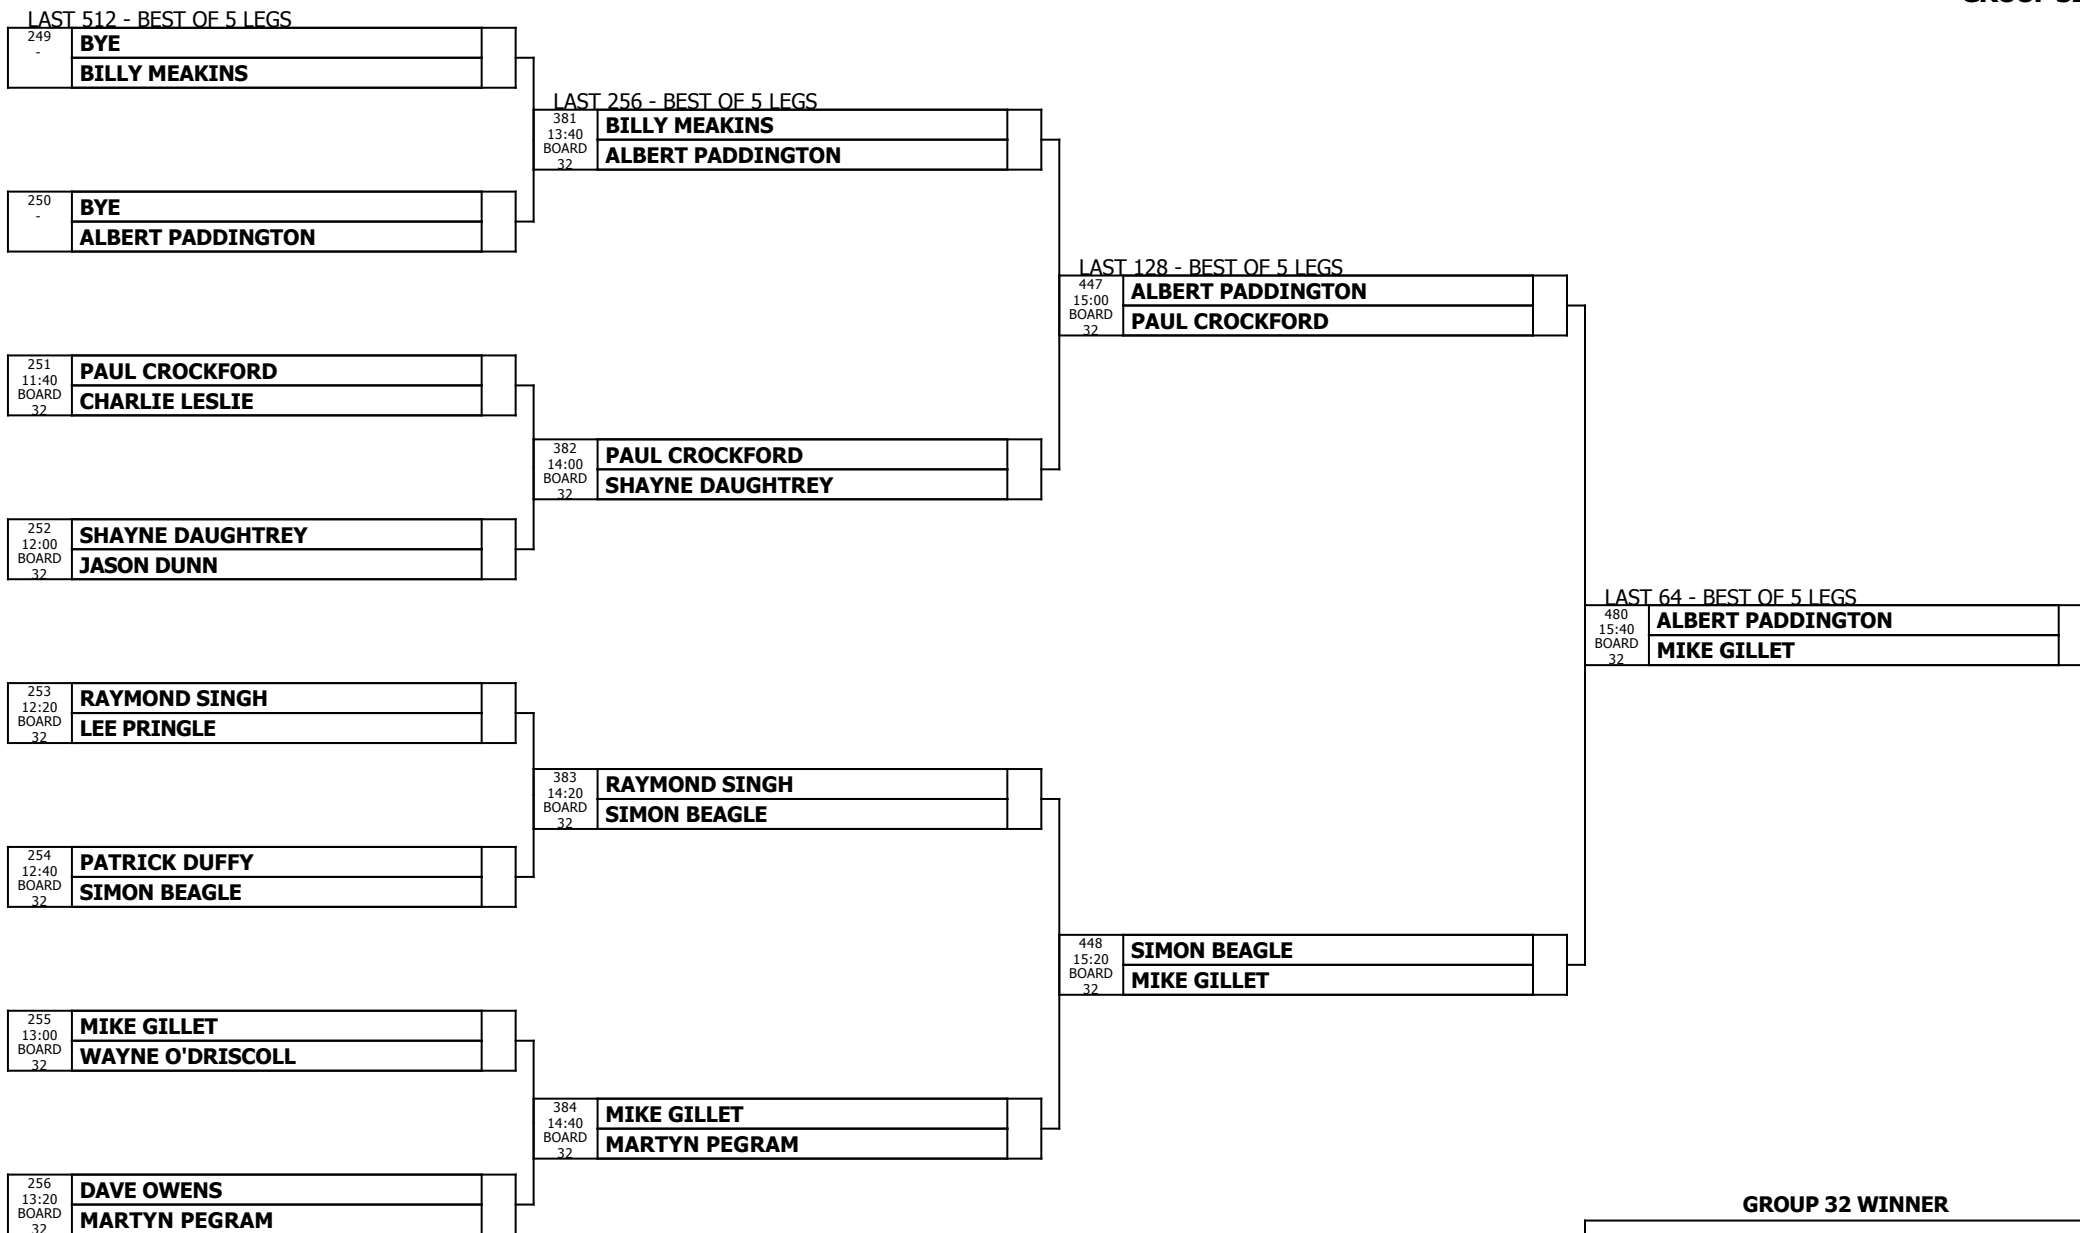 LAST 512 - BEST OF 5 LEGS
249
-
BYE
BILLY MEAKINS
250
-
BYE
ALBERT PADDINGTON
251
11:40
BOARD
32
PAUL CROCKFORD
CHARLIE LESLIE
252
12:00
BOARD
32
SHAYNE DAUGHTREY
JASON DUNN
253
12:20
BOARD
32
RAYMOND SINGH
LEE PRINGLE
254
12:40
BOARD
32
PATRICK DUFFY
SIMON BEAGLE
255
13:00
BOARD
32
MIKE GILLET
WAYNE O'DRISCOLL
256
13:20
BOARD
32
DAVE OWENS
MARTYN PEGRAM
LAST 256 - BEST OF 5 LEGS
381
13:40
BOARD
32
BILLY MEAKINS
ALBERT PADDINGTON
382
14:00
BOARD
32
PAUL CROCKFORD
SHAYNE DAUGHTREY
383
14:20
BOARD
32
RAYMOND SINGH
SIMON BEAGLE
384
14:40
BOARD
32
MIKE GILLET
MARTYN PEGRAM
LAST 128 - BEST OF 5 LEGS
447
15:00
BOARD
32
ALBERT PADDINGTON
PAUL CROCKFORD
448
15:20
BOARD
32
SIMON BEAGLE
MIKE GILLET
LAST 64 - BEST OF 5 LEGS
480
15:40
BOARD
32
ALBERT PADDINGTON
MIKE GILLET
GROUP 32 WINNER